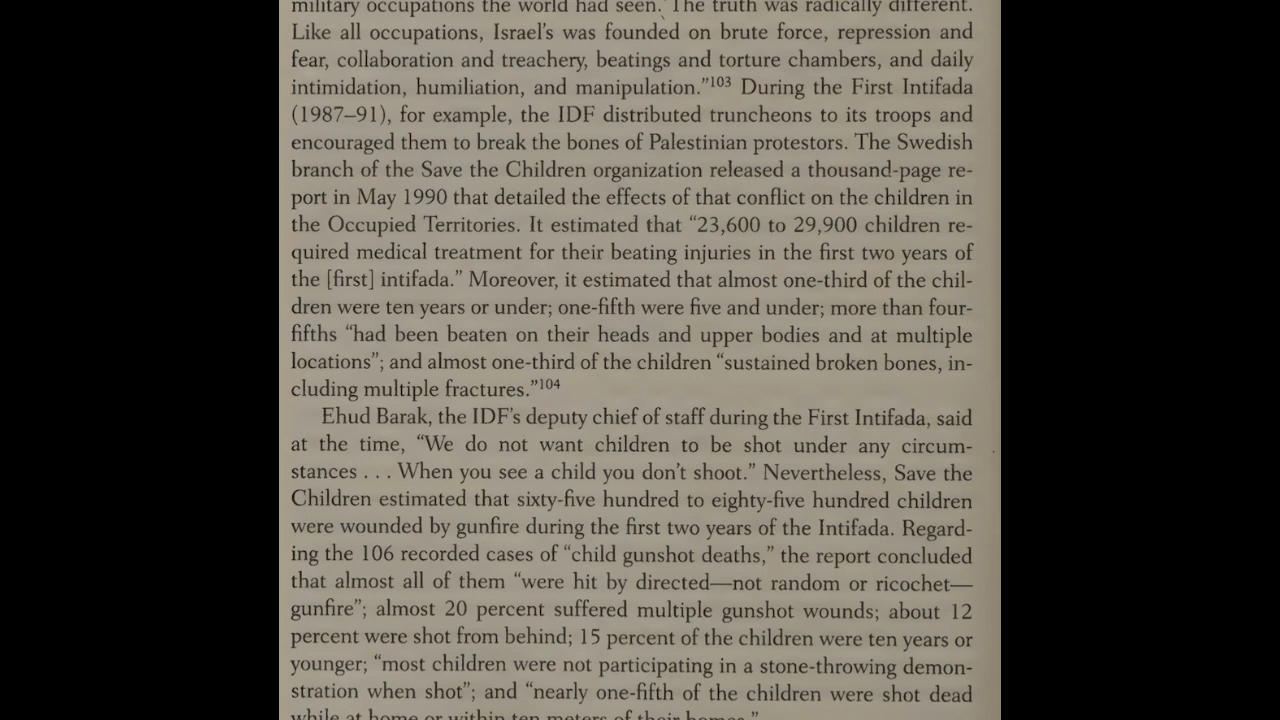 military occupations the world had seen. The truth was radically different.
Like all occupations, Israel's was founded on brute force, repression and
fear, collaboration and treachery, beatings and torture chambers, and daily
intimidation, humiliation, and manipulation."103 During the First Intifada
(1987–91), for example, the IDF distributed truncheons to its troops and
encouraged them to break the bones of Palestinian protestors. The Swedish
branch of the Save the Children organization released a thousand-page re-
port in May 1990 that detailed the effects of that conflict on the children in
the Occupied Territories. It estimated that "23,600 to 29,900 children re-
quired medical treatment for their beating injuries in the first two years of
the [first] intifada." Moreover, it estimated that almost one-third of the chil-
dren were ten years or under; one-fifth were five and under; more than four-
fifths "had been beaten on their heads and upper bodies and at multiple
locations"; and almost one-third of the children "sustained broken bones, in-
cluding multiple fractures."104
Ehud Barak, the IDF's deputy chief of staff during the First Intifada, said
at the time, "We do not want children to be shot under any circum-
stances . . . When you see a child you don't shoot." Nevertheless, Save the
Children estimated that sixty-five hundred to eighty-five hundred children
were wounded by gunfire during the first two years of the Intifada. Regard-
ing the 106 recorded cases of "child gunshot deaths," the report concluded
that almost all of them "were hit by directed—not random or ricochet—
gunfire"; almost 20 percent suffered multiple gunshot wounds; about 12
percent were shot from behind; 15 percent of the children were ten years or
younger; "most children were not participating in a stone-throwing demon-
stration when shot"; and "nearly one-fifth of the children were shot dead
while at home or within ten meters of their homes."